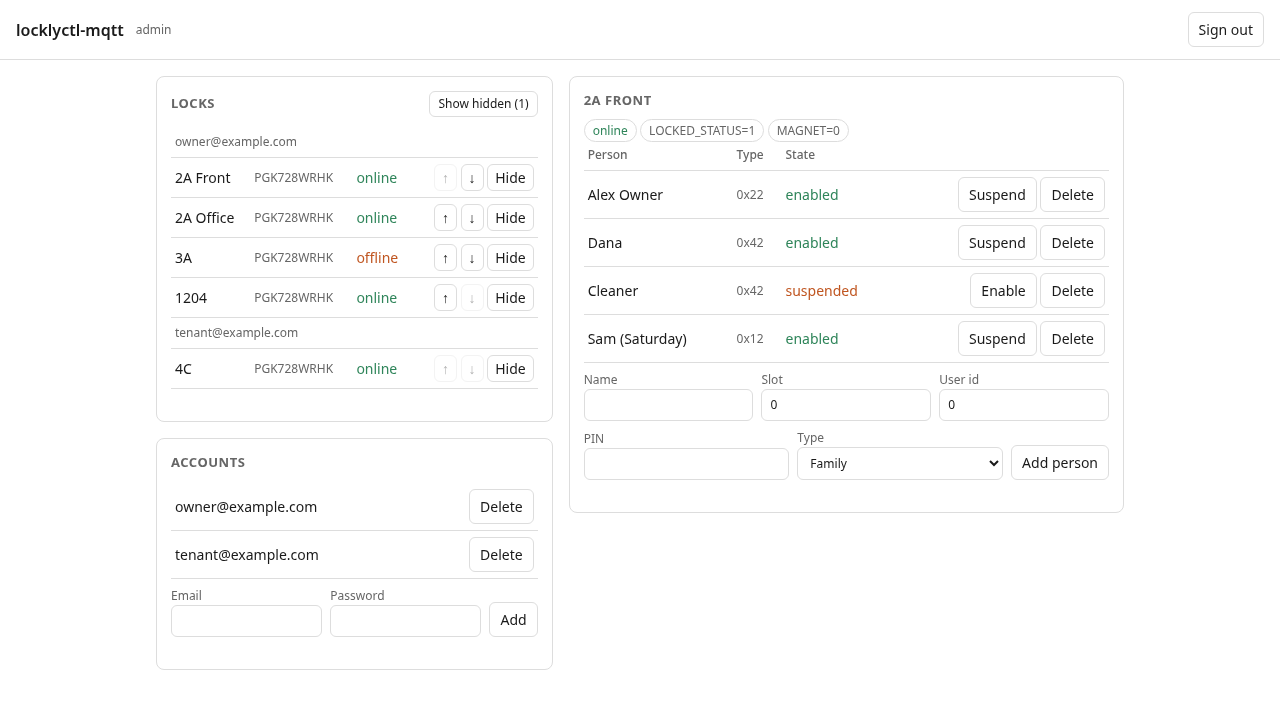 locklyctl-mqtt admin Sign out
LOCKS Show hidden (1)
owner@example.com
2A Front PGK728WRHK online ↑ ↓ Hide
2A Office PGK728WRHK online ↑ ↓ Hide
3A PGK728WRHK offline ↑ ↓ Hide
1204 PGK728WRHK online ↑ ↓ Hide
tenant@example.com
4C PGK728WRHK online ↑ ↓ Hide
ACCOUNTS
owner@example.com Delete
tenant@example.com Delete
Email Password
Add
2A FRONT
online LOCKED_STATUS=1 MAGNET=0
Person Type State
Alex Owner 0x22 enabled Suspend Delete
Dana 0x42 enabled Suspend Delete
Cleaner 0x42 suspended Enable Delete
Sam (Saturday) 0x12 enabled Suspend Delete
Name Slot User id
0 0
PIN Type
Family Add person